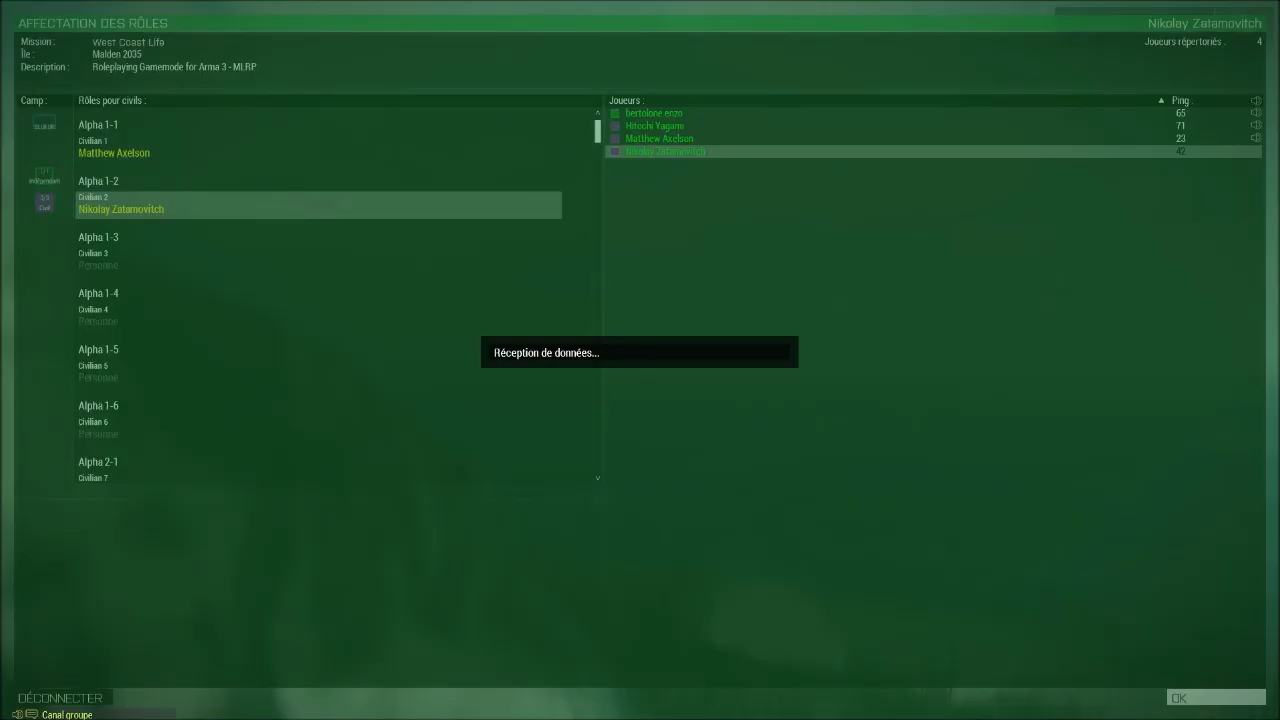 AFFECTATION DES RÔLES
Nikolay Zatamovitch
Mission :
West Coast Life
Joueurs répertoriés :
4
Île :
Malden 2035
Description :
Roleplaying Gamemode for Arma 3 - MLRP
Camp :
Rôles pour civils :
Joueurs :
Ping :
Alpha 1-1
Civilian 1
Matthew Axelson
Alpha 1-2
Civilian 2
Nikolay Zatamovitch
Alpha 1-3
Civilian 3
Personne
Alpha 1-4
Civilian 4
Personne
Alpha 1-5
Civilian 5
Personne
Alpha 1-6
Civilian 6
Personne
Alpha 2-1
Civilian 7
Indépendant
Civil
bertolone enzo
65
Hitochi Yagami
71
Matthew Axelson
23
Nikolay Zatamovitch
42
Réception de données...
DÉCONNECTER
OK
Canal groupe